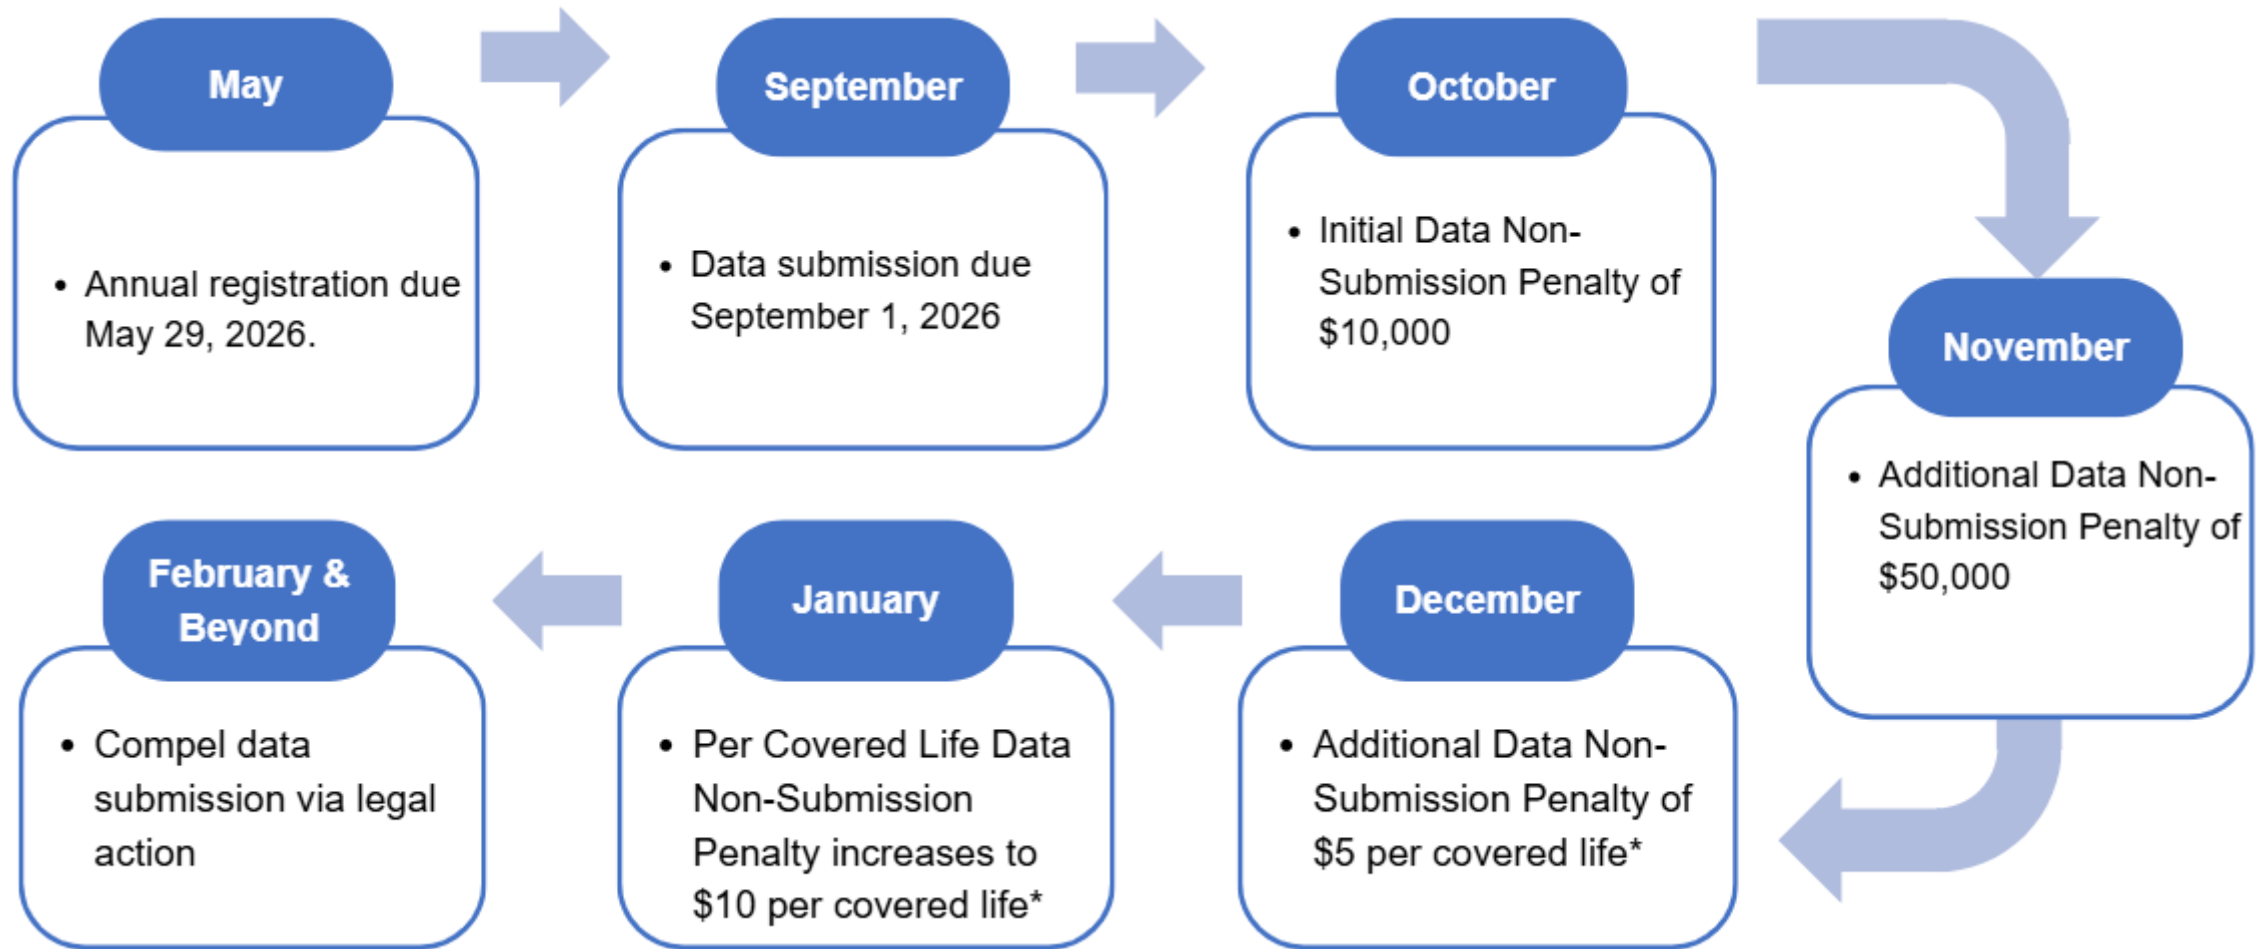 May
• Annual registration due
May 29, 2026.
September
• Data submission due
September 1, 2026
October
• Initial Data Non-
Submission Penalty of
$10,000
November
• Additional Data Non-
Submission Penalty of
$50,000
December
• Additional Data Non-
Submission Penalty of
$5 per covered life*
January
• Per Covered Life Data
Non-Submission
Penalty increases to
$10 per covered life*
February &
Beyond
• Compel data
submission via legal
action